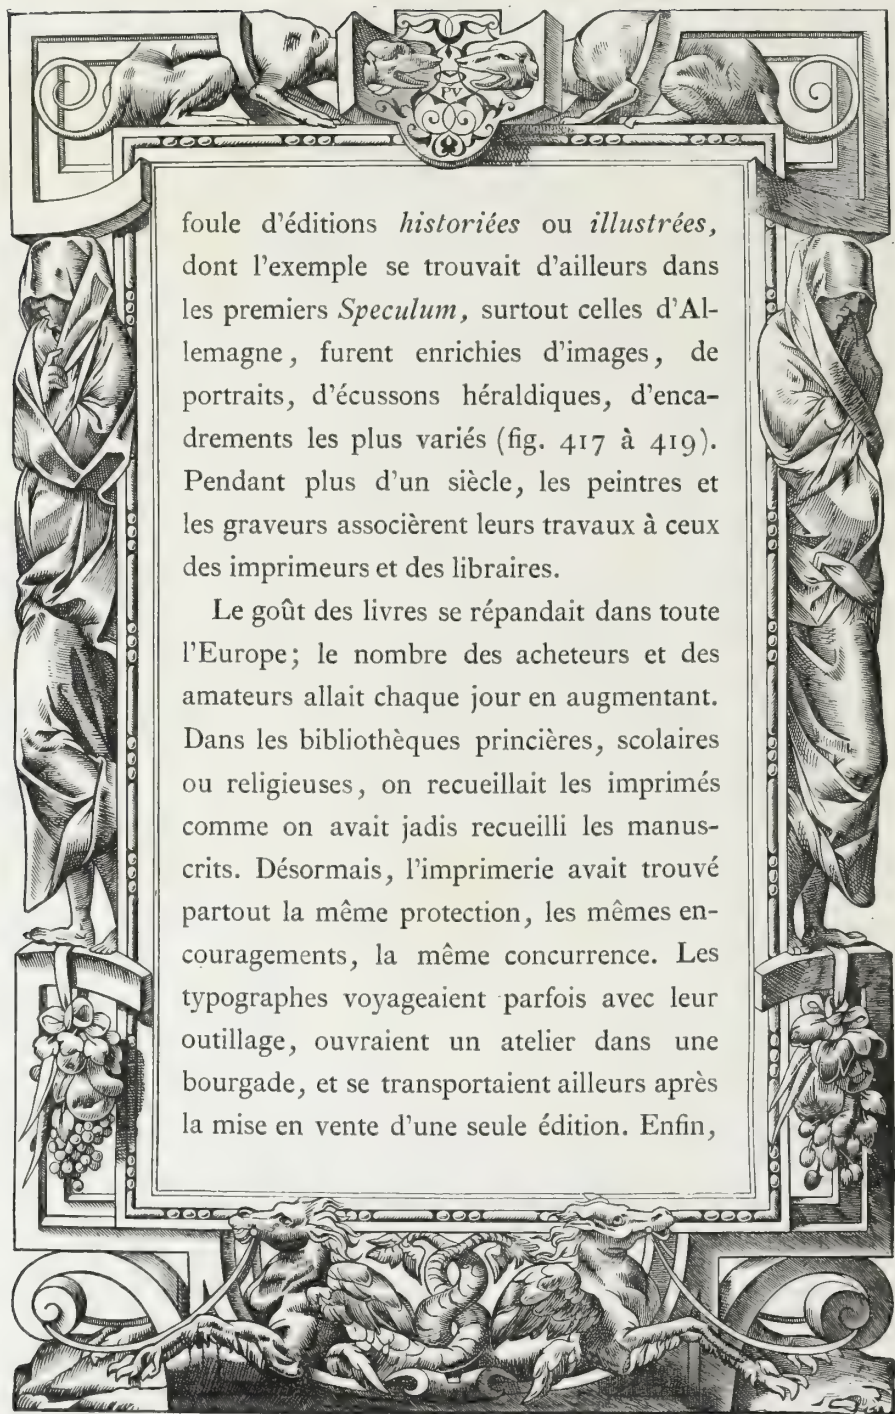 PV
foule d'éditions historiées ou illustrées,
dont l'exemple se trouvait d'ailleurs dans
les premiers Speculum, surtout celles d'Al-
lemagne, furent enrichies d'images, de
portraits, d'écussons héraldiques, d'enca-
drements les plus variés (fig. 417 à 419).
Pendant plus d'un siècle, les peintres et
les graveurs associèrent leurs travaux à ceux
des imprimeurs et des libraires.
Le goût des livres se répandait dans toute
l'Europe; le nombre des acheteurs et des
amateurs allait chaque jour en augmentant.
Dans les bibliothèques princières, scolaires
ou religieuses, on recueillait les imprimés
comme on avait jadis recueilli les manus-
crits. Désormais, l'imprimerie avait trouvé
partout la même protection, les mêmes en-
couragements, la même concurrence. Les
typographes voyageaient parfois avec leur
outillage, ouvraient un atelier dans une
bourgade, et se transportaient ailleurs après
la mise en vente d'une seule édition. Enfin,